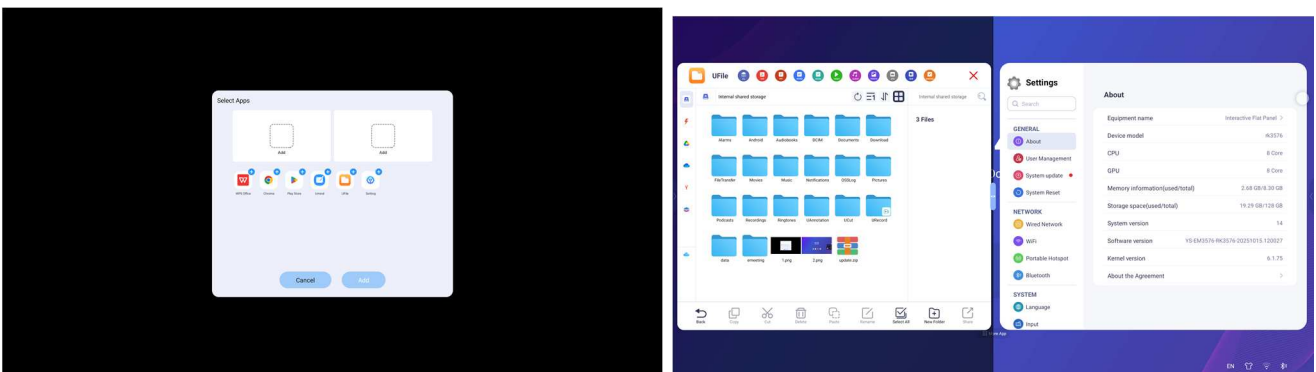 Select Apps
Add
Add
WPS Office
Chrome
Play Store
UFile
Setting
Cancel
Add
UFile
Internal shared storage
Internal shared storage
3 Files
Alarms
Android
Audiobooks
DCIM
Documents
Download
FileTransfer
Movies
Music
Notifications
OSSLog
Pictures
Podcasts
Recordings
Ringtones
UAnnotation
UCut
URecord
data
emeeting
1.png
2.png
update.zip
Back
Copy
Cut
Delete
Paste
Rename
Select All
New Folder
Share
Settings
Search
GENERAL
About
User Management
System update
System Reset
NETWORK
Wired Network
WiFi
Portable Hotspot
Bluetooth
SYSTEM
Language
Input
About
Equipment name
Interactive Flat Panel
Device model
rk3576
CPU
8 Core
GPU
8 Core
Memory information(used/total)
2.68 GB/8.30 GB
Storage space(used/total)
19.29 GB/128 GB
System version
14
Software version
YS-EM3576-RK3576-20251015.120027
Kernel version
6.1.75
About the Agreement
EN